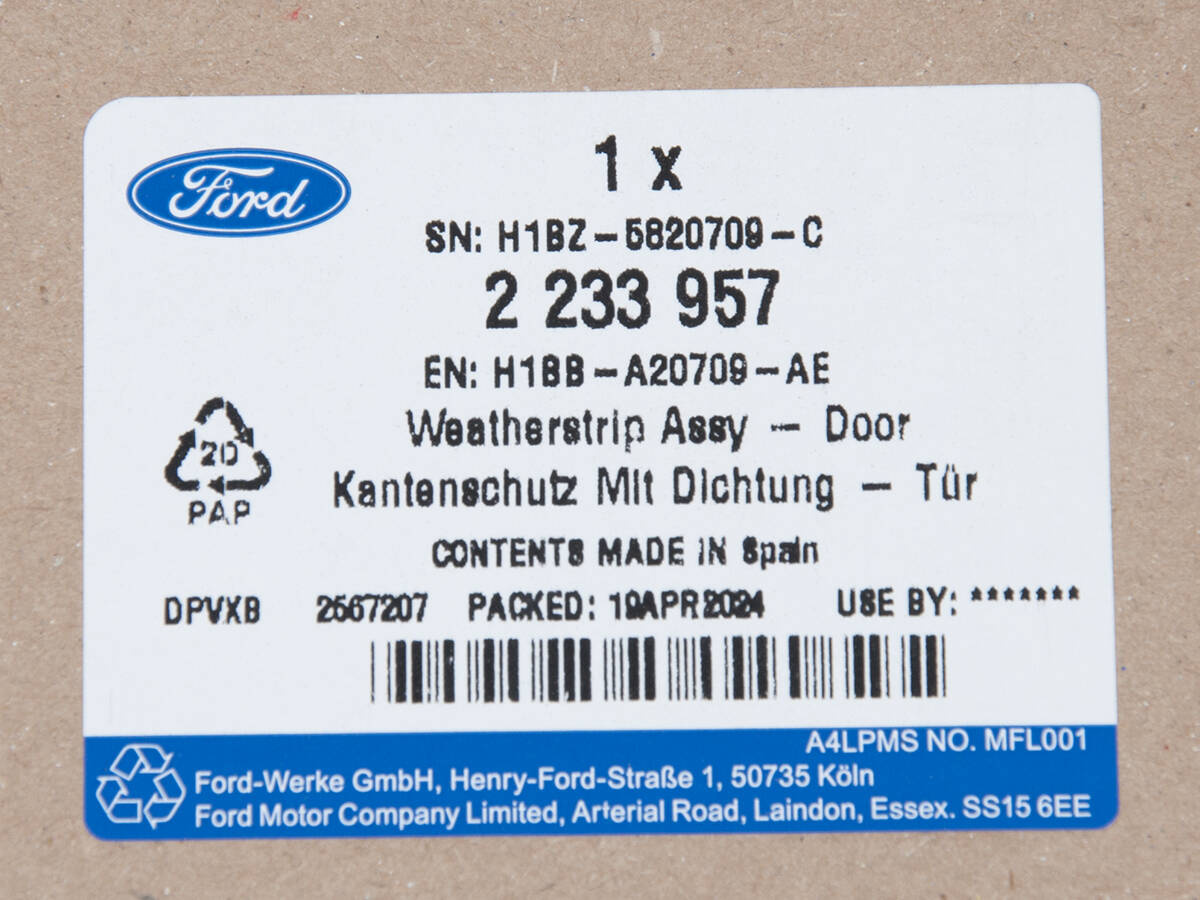 Ford
1 x
SN: H1BZ-5820709-C
2 233 957
EN: H1BB-A20709-AE
Weatherstrip Assy - Door
Kantenschutz Mit Dichtung - Tür
20
PAP
CONTENTS MADE IN Spain
DPVXB 2567207 PACKED: 19APR2024 USE BY: *******
A4LPMS NO. MFL001
Ford-Werke GmbH, Henry-Ford-Straße 1, 50735 Köln
Ford Motor Company Limited, Arterial Road, Laindon, Essex. SS15 6EE